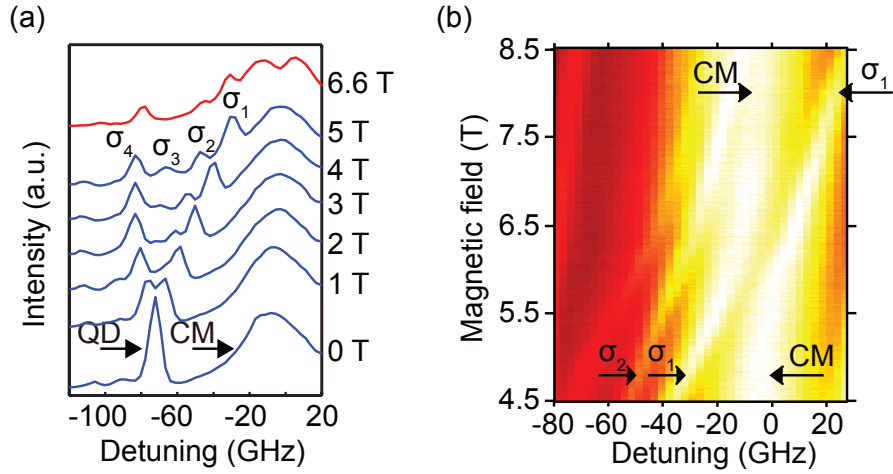 (a)
Intensity (a.u.)
6.6 T
5 T
4 T
3 T
2 T
1 T
0 T
σ4
σ3
σ2
σ1
QD
CM
-100
-60
-20
20
Detuning (GHz)
(b)
Magnetic field (T)
8.5
7.5
6.5
5.5
4.5
CM
σ1
σ2
σ1
CM
-80
-60
-40
-20
0
20
Detuning (GHz)